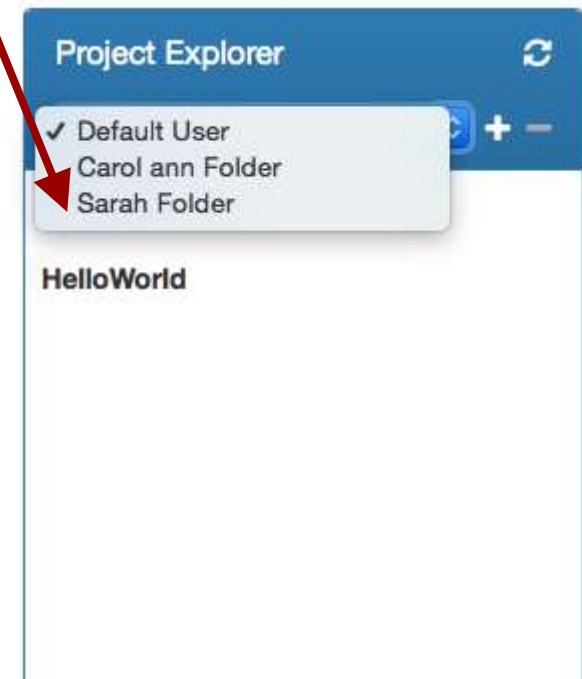 Project Explorer
✓ Default User
Carol ann Folder
Sarah Folder
HelloWorld